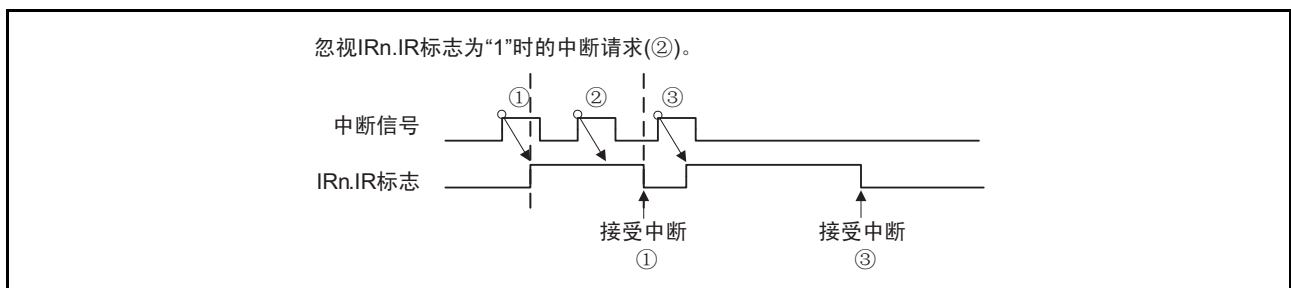 忽视IRn.IR标志为“1”时的中断请求(②)。
① ② ③
中断信号
IRn.IR标志
接受中断 接受中断
① ③